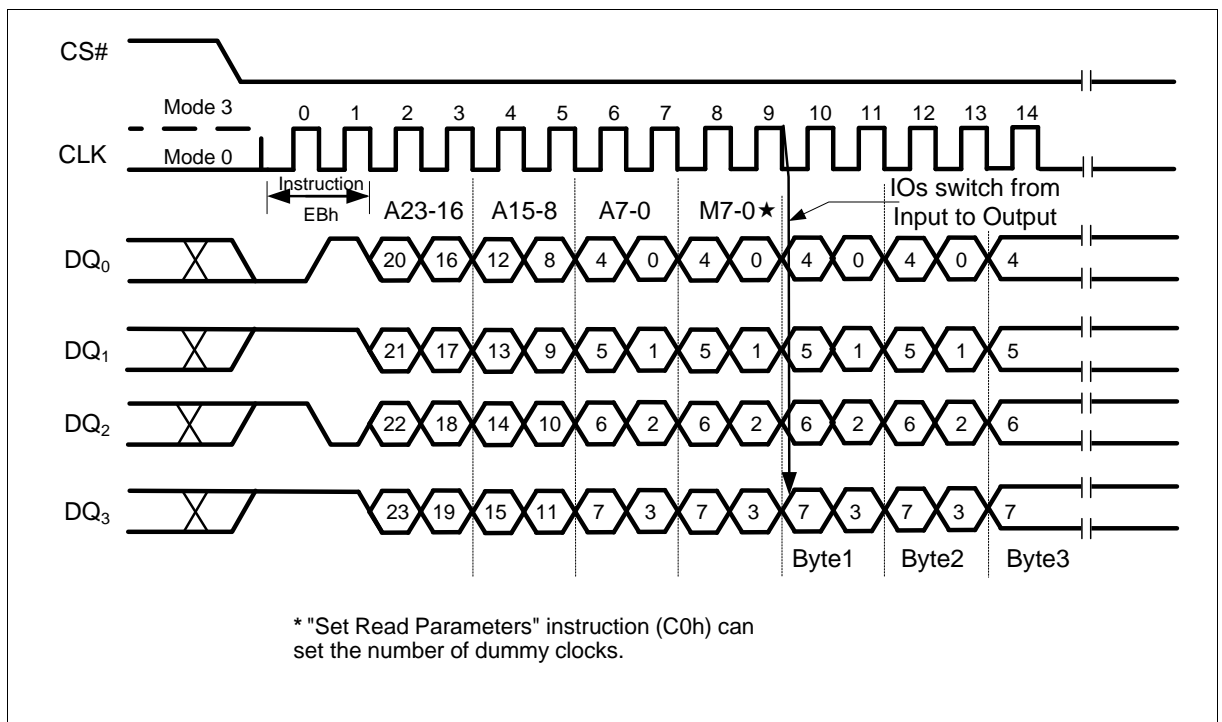 CS#
Mode 3
0 1 2 3 4 5 6 7 8 9 10 11 12 13 14
CLK
Mode 0
Instruction
EBh
A23-16 A15-8 A7-0 M7-0★
IOs switch from
Input to Output
DQ₀ 20 16 12 8 4 0 4 0 4 0 4 0 4
DQ₁ 21 17 13 9 5 1 5 1 5 1 5 1 5
DQ₂ 22 18 14 10 6 2 6 2 6 2 6 2 6
DQ₃ 23 19 15 11 7 3 7 3 7 3 7 3 7
Byte1 Byte2 Byte3
* "Set Read Parameters" instruction (C0h) can
set the number of dummy clocks.